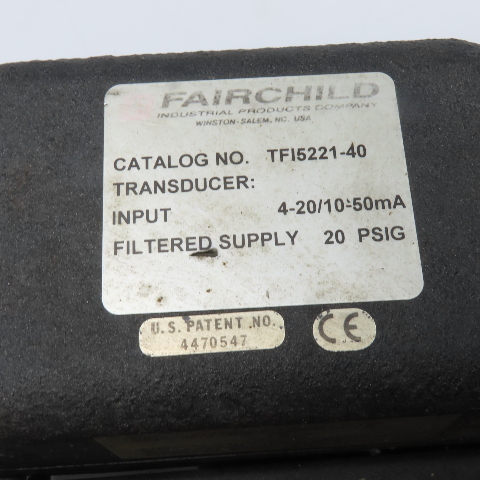 FAIRCHILD
INDUSTRIAL PRODUCTS COMPANY
WINSTON-SALEM, NC. USA
CATALOG NO. TFI5221-40
TRANSDUCER:
INPUT 4-20/10-50mA
FILTERED SUPPLY 20 PSIG
U.S. PATENT NO.
4470547
CE